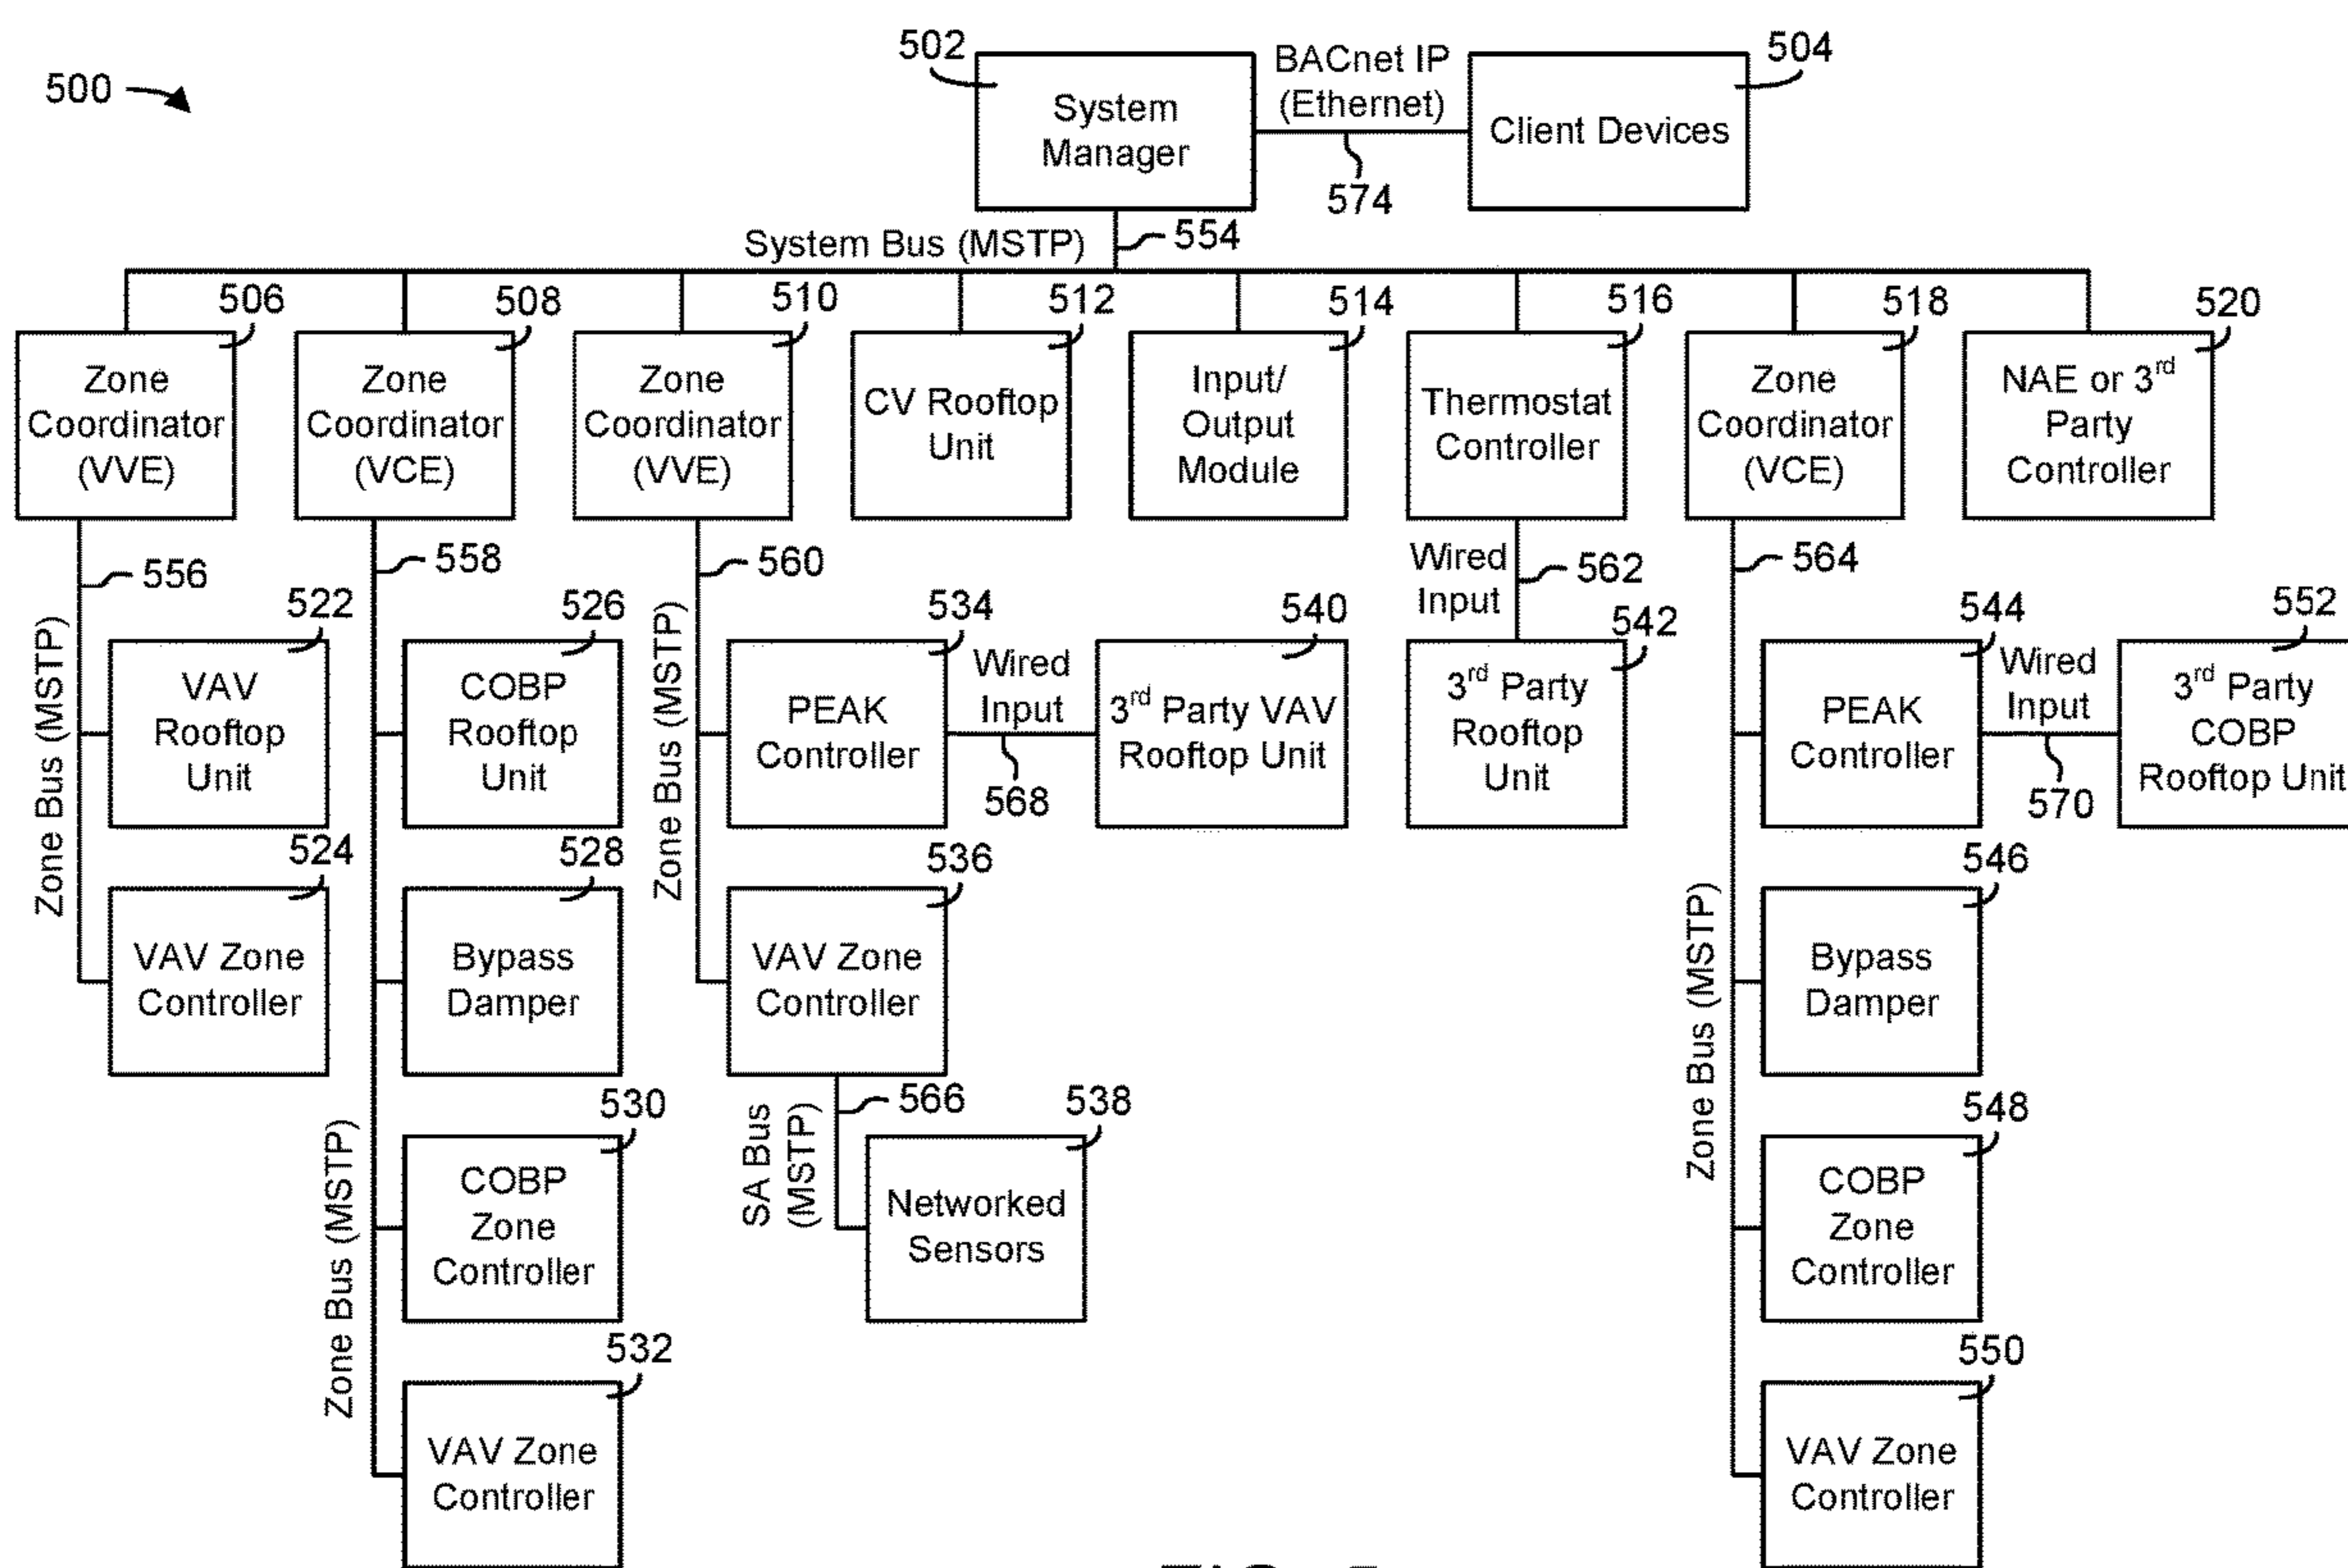 500
502
System
Manager
BACnet IP
(Ethernet)
574
504
Client Devices
System Bus (MSTP)
554
506
Zone
Coordinator
(VVE)
508
Zone
Coordinator
(VCE)
510
Zone
Coordinator
(VVE)
512
CV Rooftop
Unit
514
Input/
Output
Module
516
Thermostat
Controller
518
Zone
Coordinator
(VCE)
520
NAE or 3rd
Party
Controller
556
Zone Bus (MSTP)
522
VAV
Rooftop
Unit
524
VAV Zone
Controller
558
Zone Bus (MSTP)
526
COBP
Rooftop
Unit
528
Bypass
Damper
530
COBP
Zone
Controller
532
VAV Zone
Controller
560
Zone Bus (MSTP)
534
PEAK
Controller
Wired
Input
568
540
3rd Party VAV
Rooftop Unit
536
VAV Zone
Controller
566
SA Bus
(MSTP)
538
Networked
Sensors
Wired
Input
562
542
3rd Party
Rooftop
Unit
564
Zone Bus (MSTP)
544
PEAK
Controller
Wired
Input
570
552
3rd Party
COBP
Rooftop Unit
546
Bypass
Damper
548
COBP
Zone
Controller
550
VAV Zone
Controller